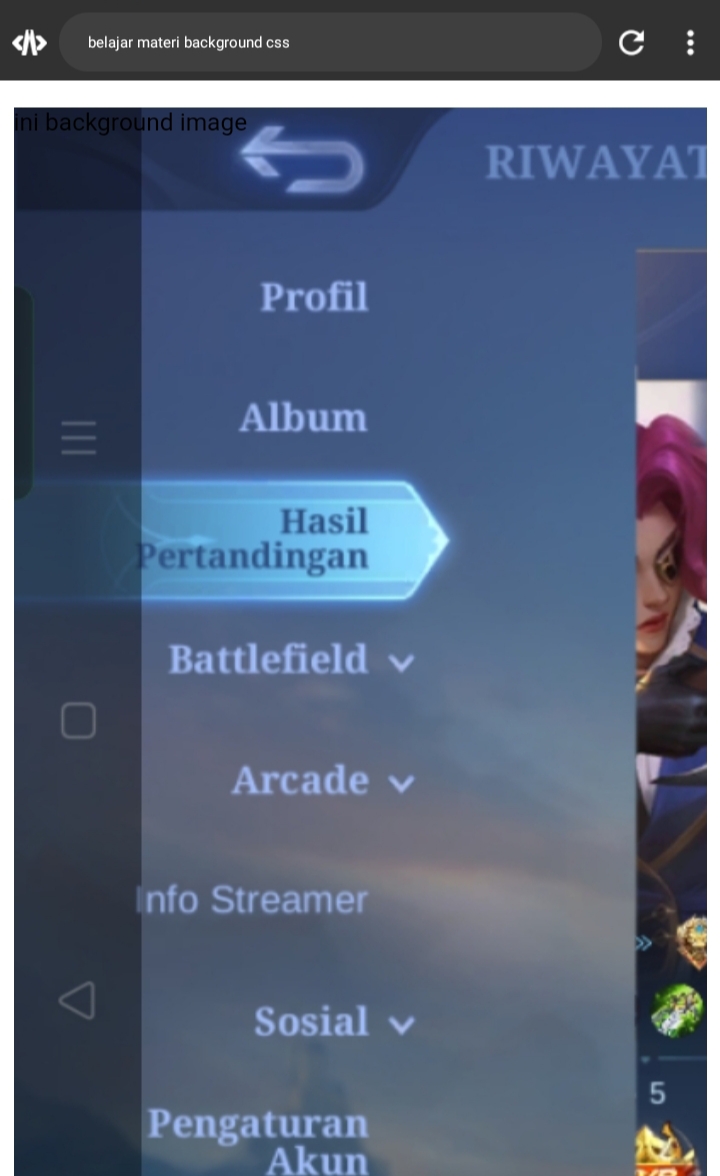 belajar materi background css
ini background image
RIWAYAT
Profil
Album
Hasil
Pertandingan
Battlefield
Arcade
Info Streamer
Sosial
5
Pengaturan
Akun